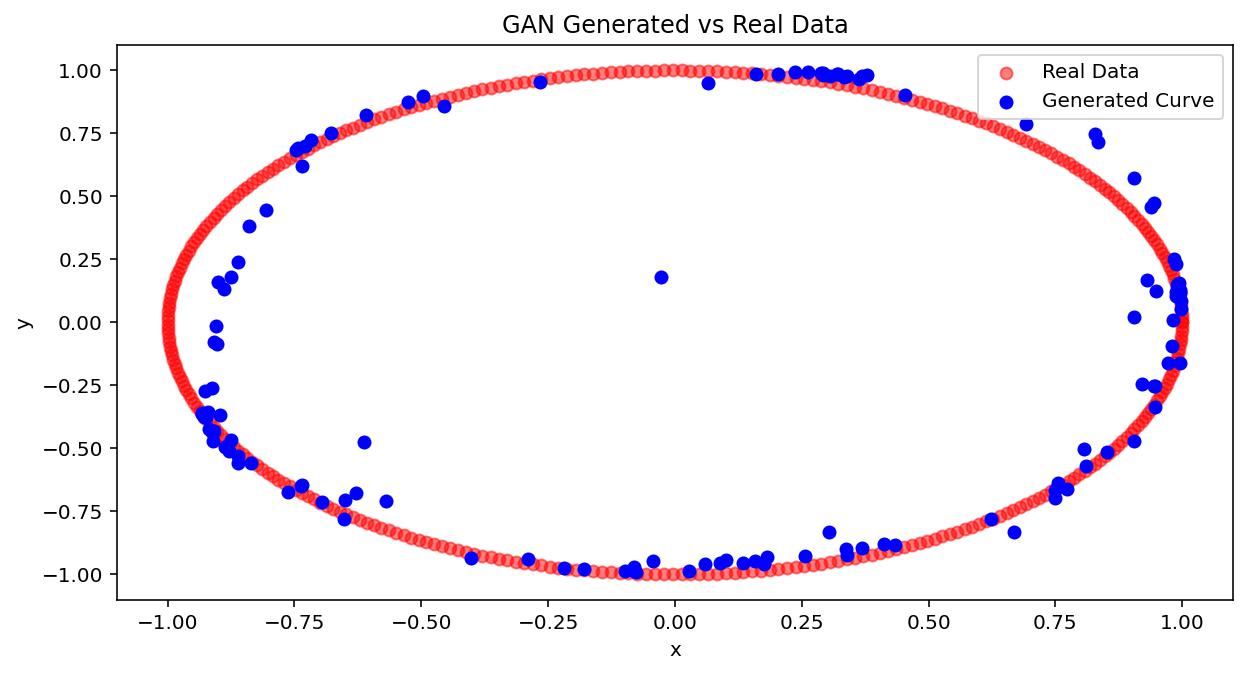 GAN Generated vs Real Data
Real Data
Generated Curve
1.00
0.75
0.50
0.25
0.00
−0.25
−0.50
−0.75
−1.00
y
−1.00 −0.75 −0.50 −0.25 0.00 0.25 0.50 0.75 1.00
x